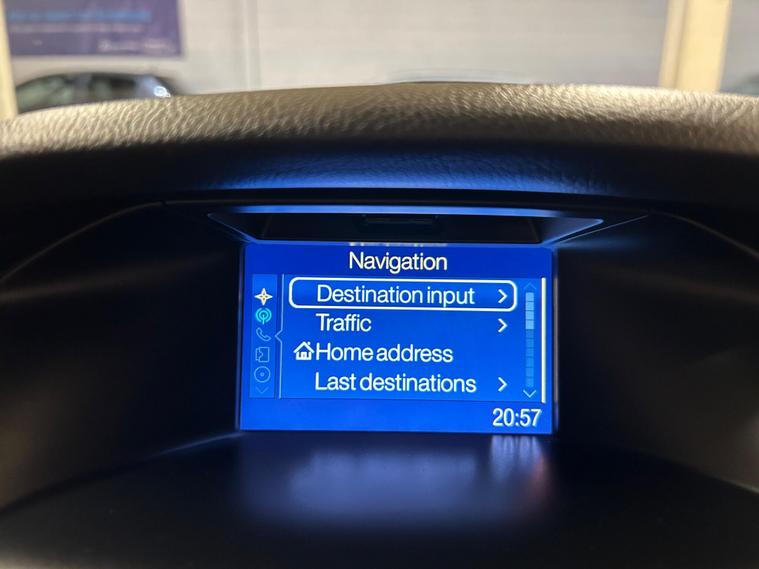 Navigation
Destination input
Traffic
Home address
Last destinations
20:57